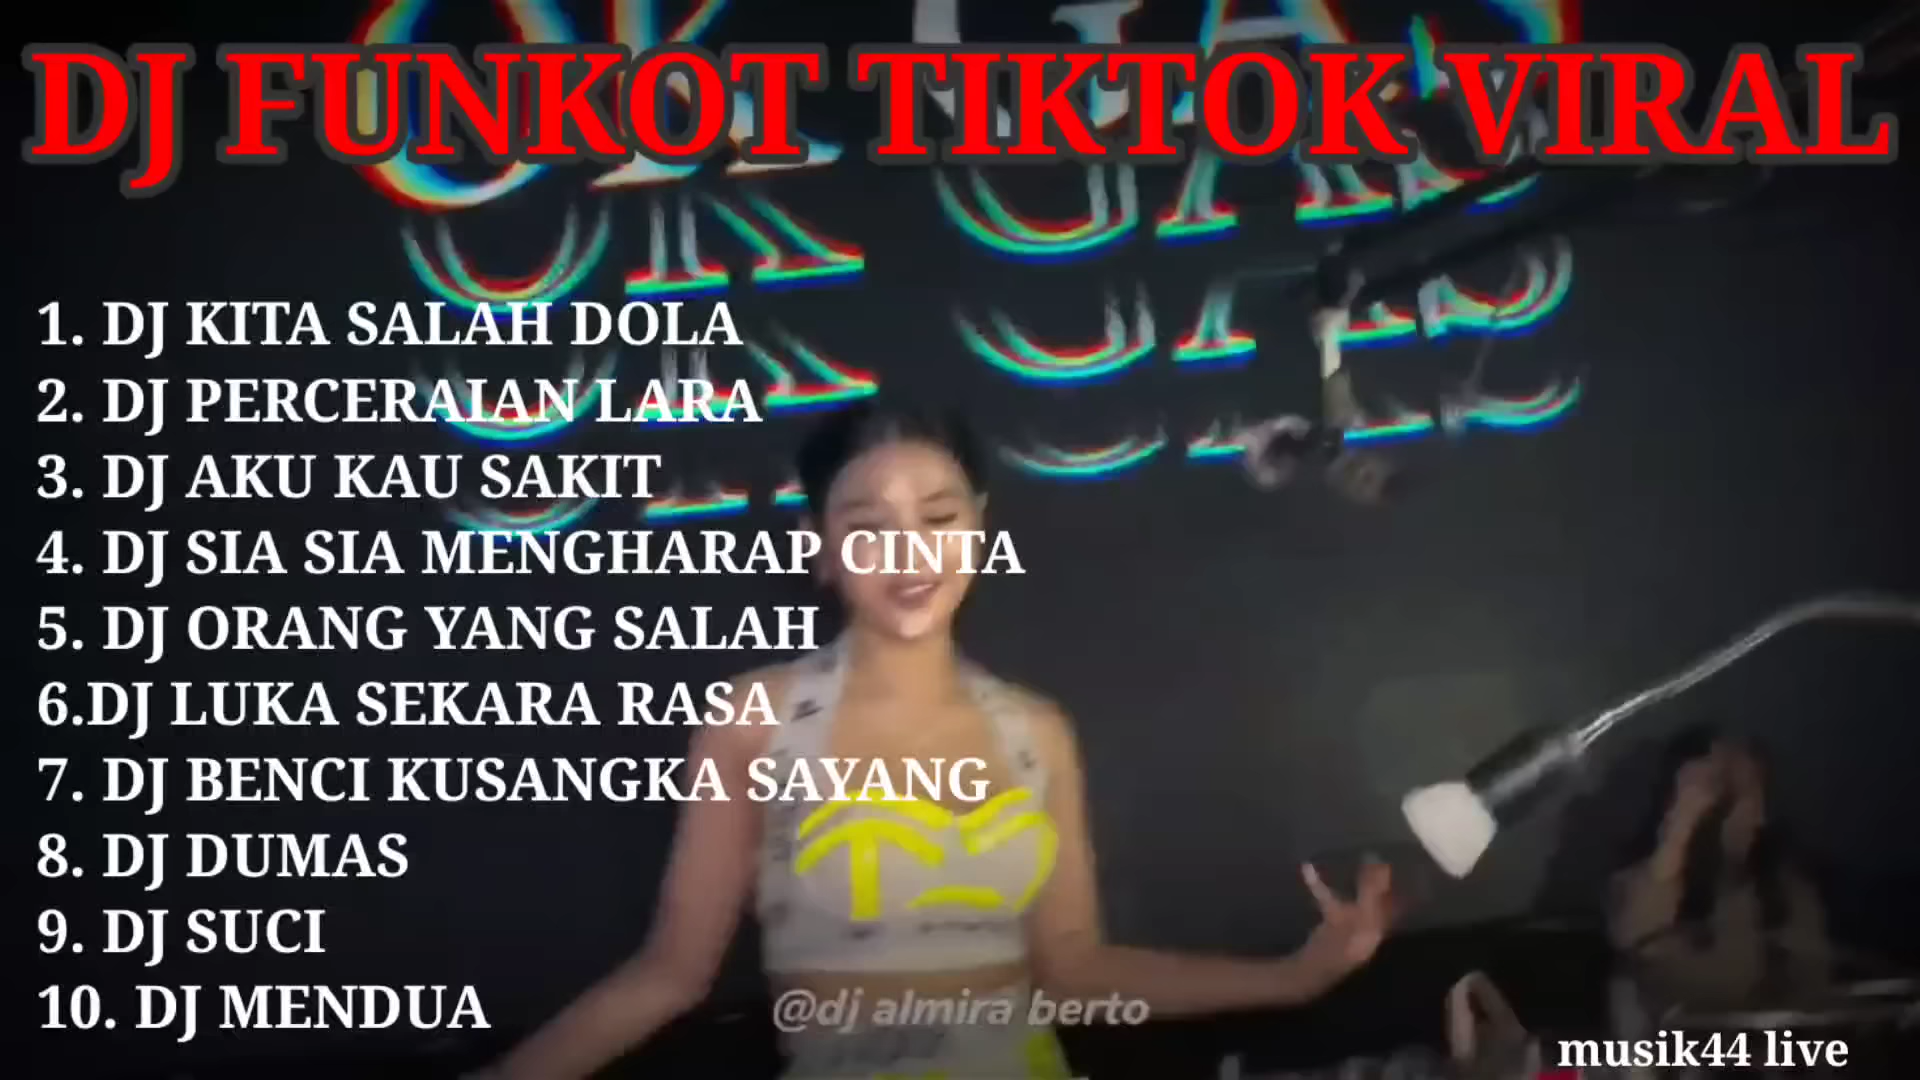 DJ FUNKOT TIKTOK VIRAL
1. DJ KITA SALAH DOLA
2. DJ PERCERAIAN LARA
3. DJ AKU KAU SAKIT
4. DJ SIA SIA MENGHARAP CINTA
5. DJ ORANG YANG SALAH
6.DJ LUKA SEKARA RASA
7. DJ BENCI KUSANGKA SAYANG
8. DJ DUMAS
9. DJ SUCI
10. DJ MENDUA
@dj almira berto
musik44 live